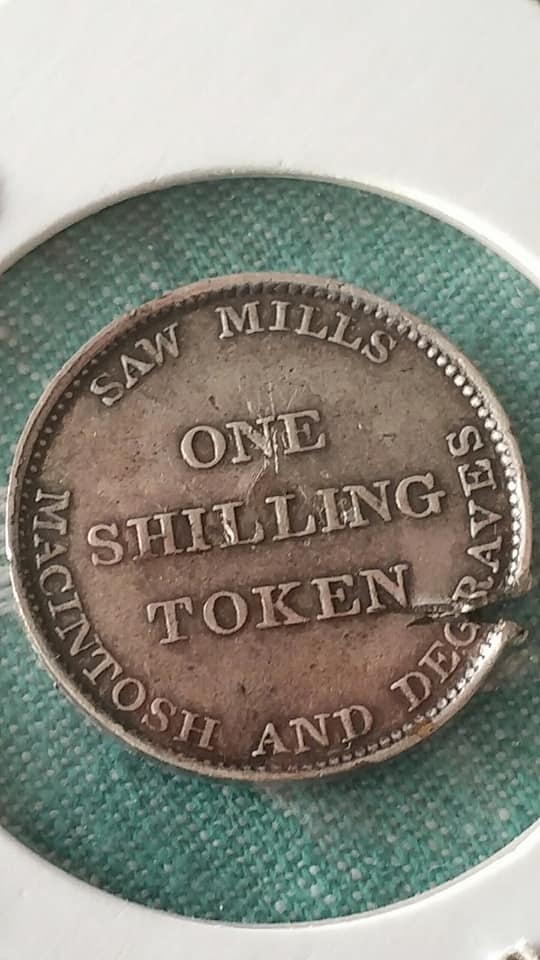 SAW MILLS
ONE
SHILLING
TOKEN
MACINTOSH AND DEGRAVES